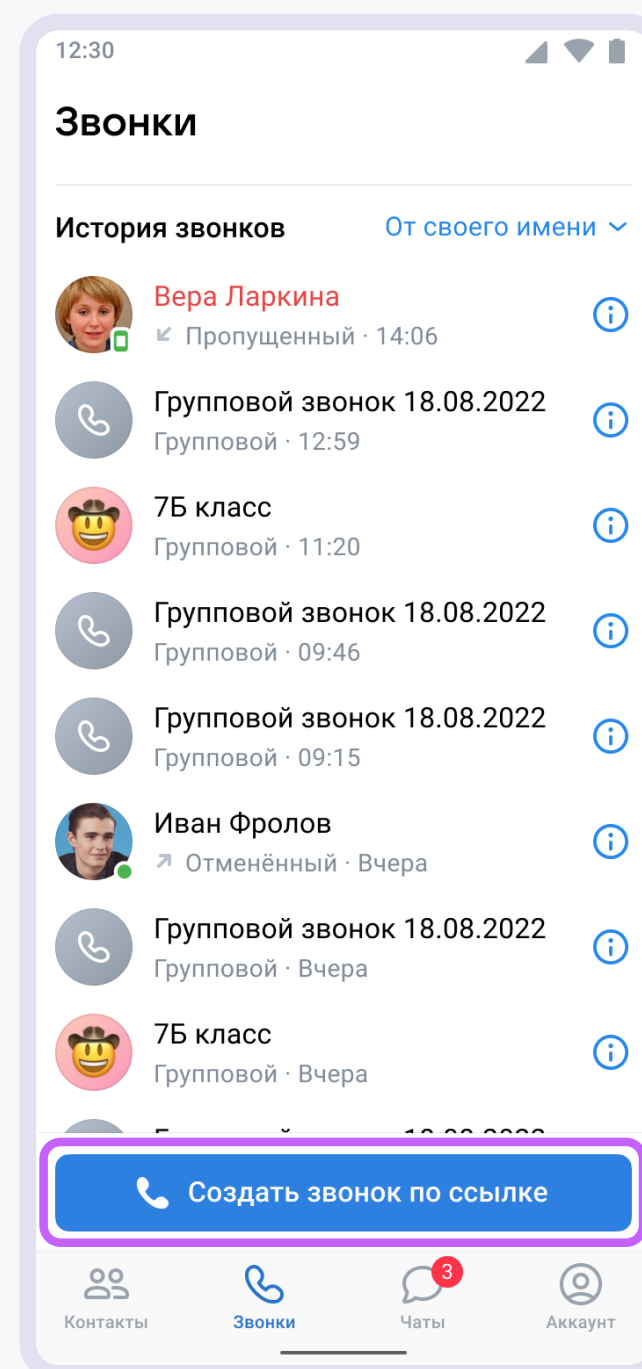 12:30
Звонки
История звонков
От своего имени
Вера Ларкина
Пропущенный · 14:06
Групповой звонок 18.08.2022
Групповой · 12:59
7Б класс
Групповой · 11:20
Групповой звонок 18.08.2022
Групповой · 09:46
Групповой звонок 18.08.2022
Групповой · 09:15
Иван Фролов
Отменённый · Вчера
Групповой звонок 18.08.2022
Групповой · Вчера
7Б класс
Групповой · Вчера
Создать звонок по ссылке
3
Контакты
Звонки
Чаты
Аккаунт